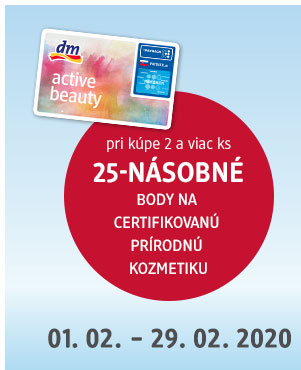 dm
active
beauty
PAYBACK
pri kúpe 2 a viac ks
25-NÁSOBNÉ
BODY NA
CERTIFIKOVANÚ
PRÍRODNÚ
KOZMETIKU
01. 02. – 29. 02. 2020